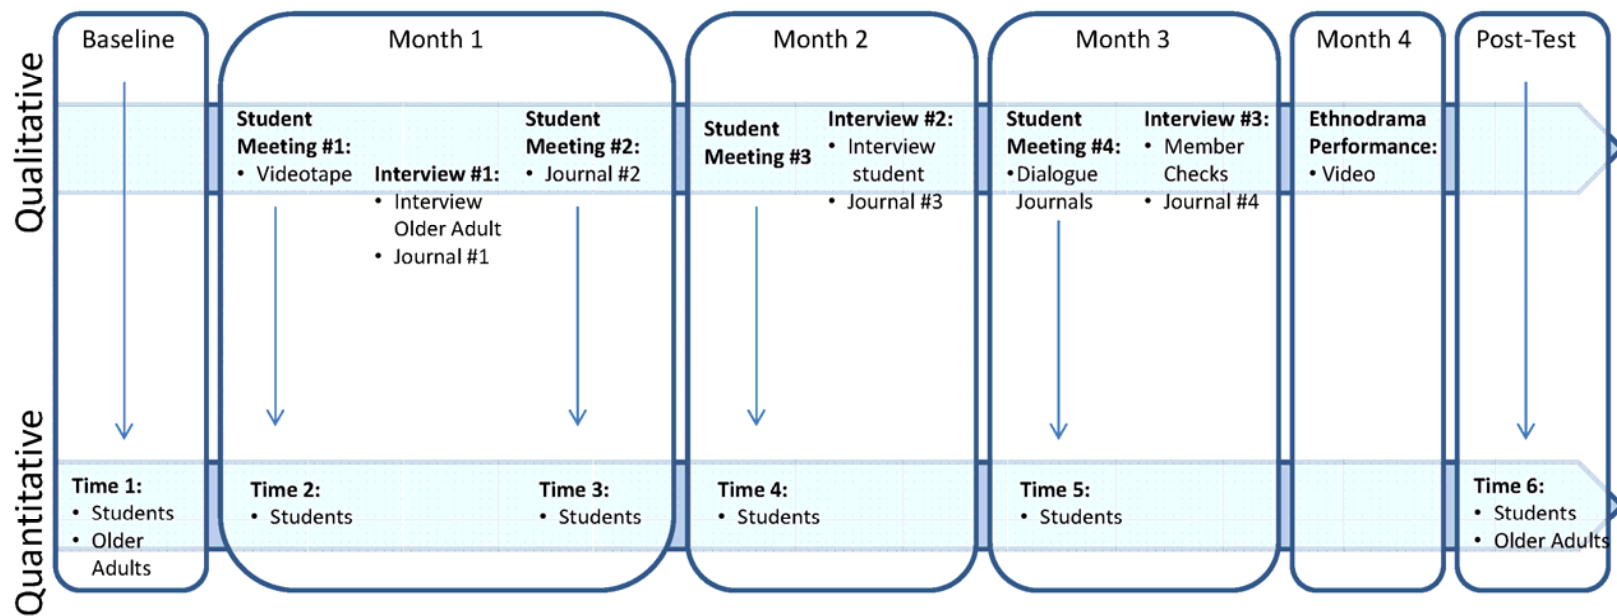 Baseline
Month 1
Month 2
Month 3
Month 4
Post-Test
Qualitative
Student
Meeting #1:
• Videotape
Interview #1:
• Interview
Older Adult
• Journal #1
Student
Meeting #2:
• Journal #2
Student
Meeting #3
Interview #2:
• Interview
student
• Journal #3
Student
Meeting #4:
• Dialogue
Journals
Interview #3:
• Member
Checks
• Journal #4
Ethnodrama
Performance:
• Video
Quantitative
Time 1:
• Students
• Older
Adults
Time 2:
• Students
Time 3:
• Students
Time 4:
• Students
Time 5:
• Students
Time 6:
• Students
• Older Adults